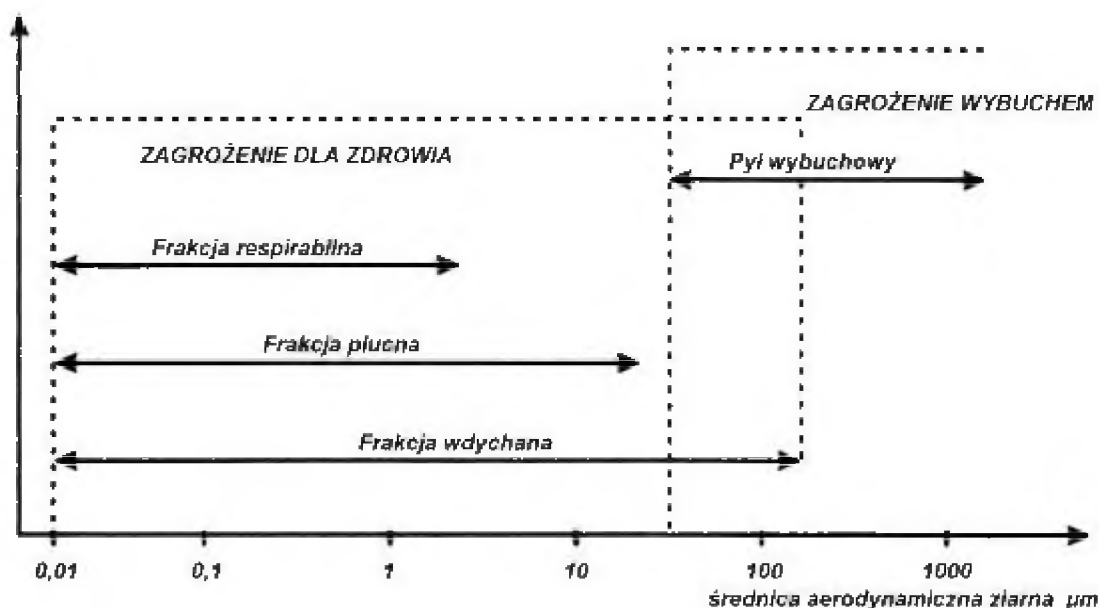 ZAGROŻENIE WYBUCHEM
ZAGROŻENIE DLA ZDROWIA
Pył wybuchowy
Frakcja respirabilna
Frakcja płucna
Frakcja wdychana
0,01 0,1 1 10 100 1000
średnica aerodynamiczna ziarna μm